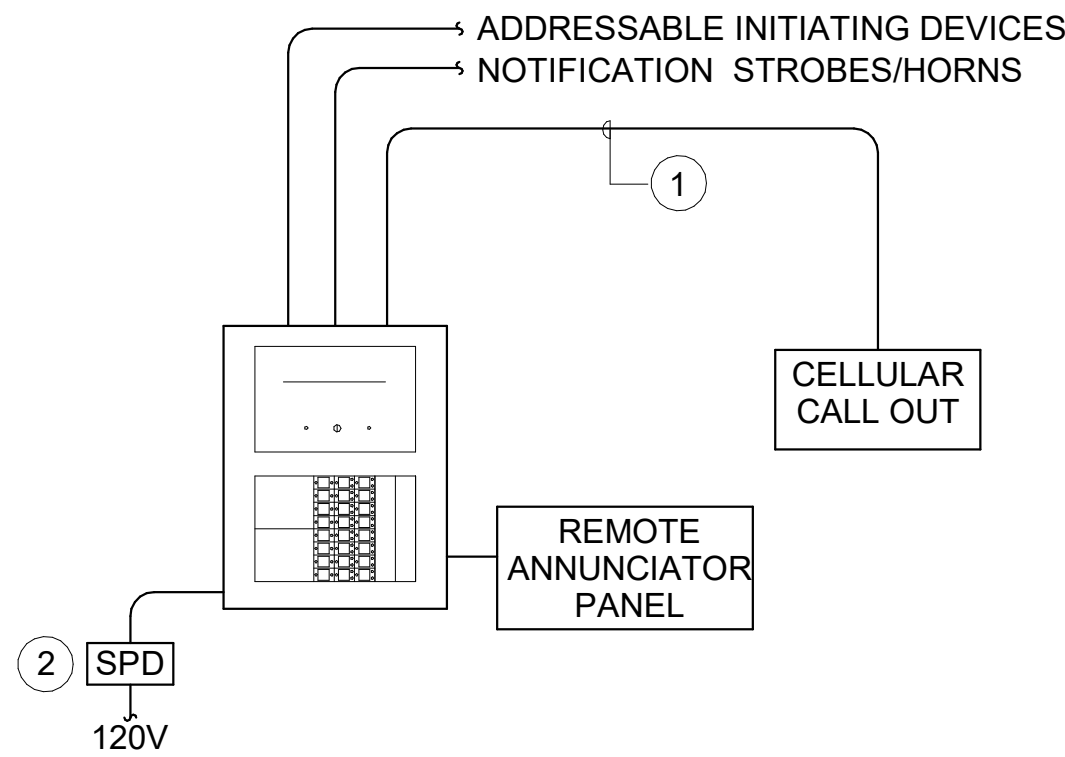 ADDRESSABLE INITIATING DEVICES
NOTIFICATION STROBES/HORNS
1
CELLULAR
CALL OUT
REMOTE
ANNUNCIATOR
PANEL
2
SPD
120V